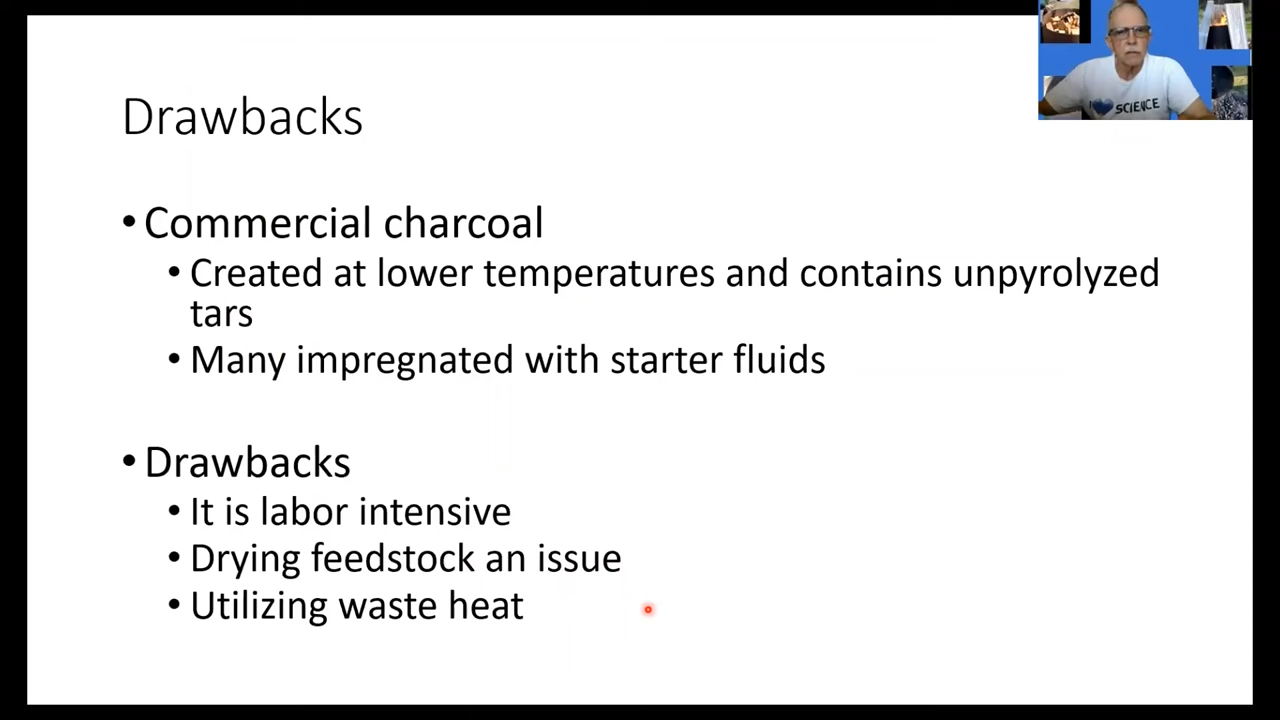 Drawbacks
• Commercial charcoal
• Created at lower temperatures and contains unpyrolyzed
tars
• Many impregnated with starter fluids
• Drawbacks
• It is labor intensive
• Drying feedstock an issue
• Utilizing waste heat
SCIENCE